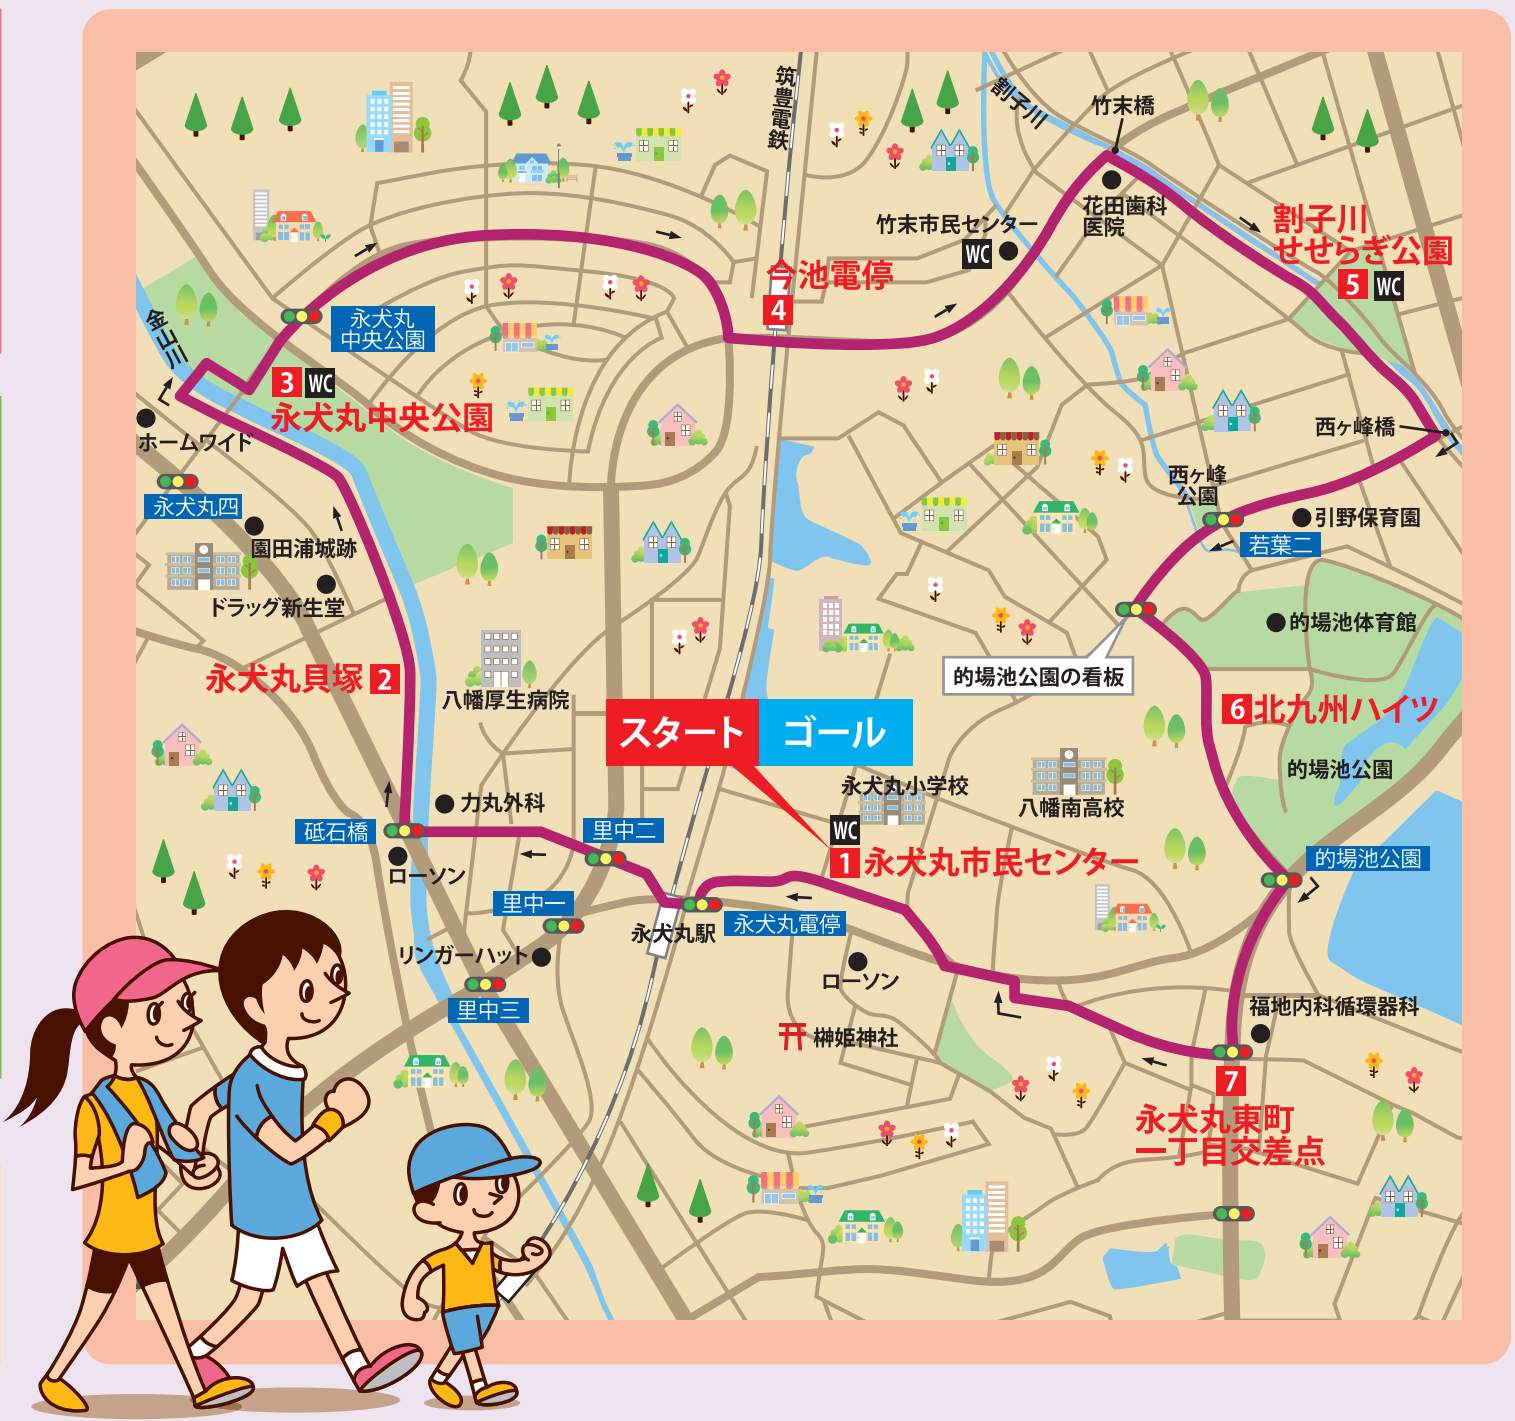 筑豊電鉄
割子川
竹末橋
花田歯科
医院
竹末市民センター
WC
割子川
せせらぎ公園
5 WC
今池電停
4
永犬丸
中央公園
金山川
3 WC
永犬丸中央公園
ホームワイド
永犬丸四
園田浦城跡
ドラッグ新生堂
西ヶ峰橋
西ヶ峰
公園
引野保育園
若葉二
的場池体育館
的場池公園の看板
永犬丸貝塚 2
八幡厚生病院
スタート ゴール
6 北九州ハイツ
的場池公園
永犬丸小学校
八幡南高校
力丸外科
砥石橋
里中二
WC
1 永犬丸市民センター
的場池公園
ローソン
里中一
永犬丸駅
永犬丸電停
リンガーハット
ローソン
里中三
福地内科循環器科
榊姫神社
7
永犬丸東町
一丁目交差点